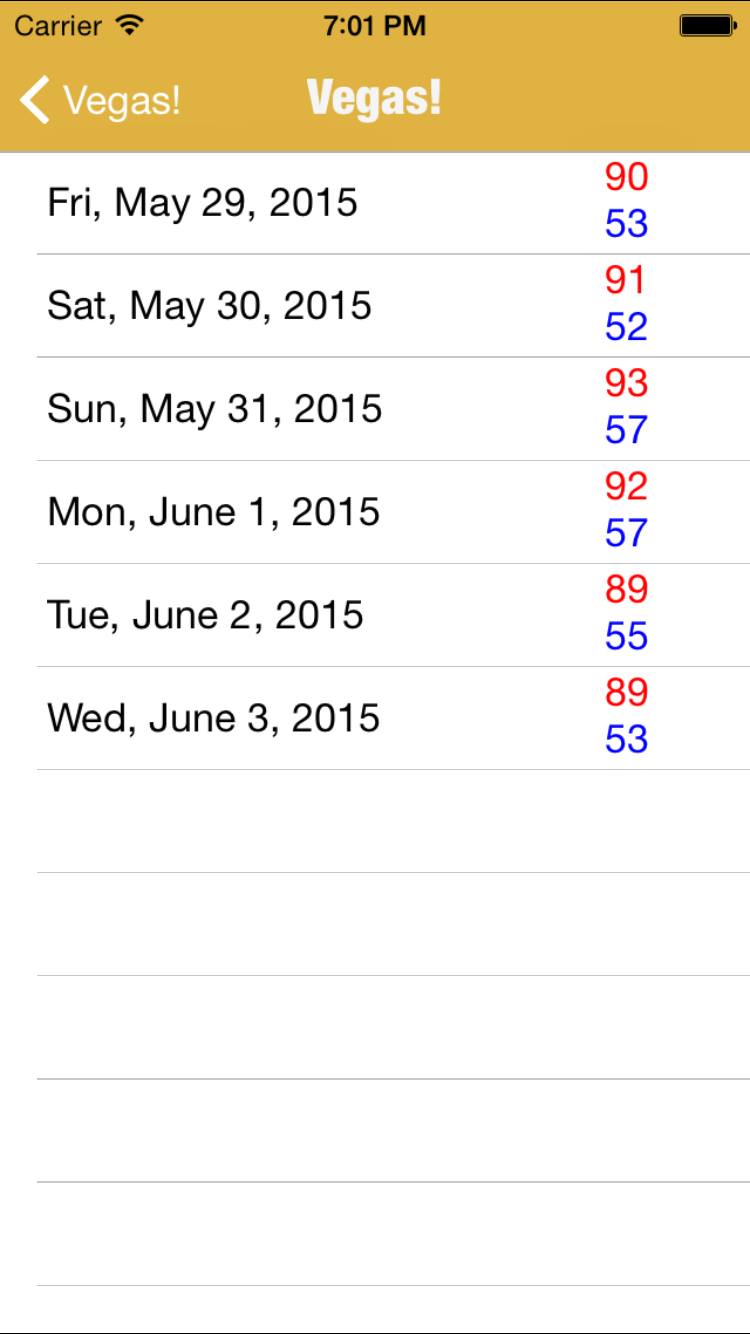 Carrier 7:01 PM
Vegas! Vegas!
90
Fri, May 29, 2015
53
91
Sat, May 30, 2015
52
93
Sun, May 31, 2015
57
92
Mon, June 1, 2015
57
89
Tue, June 2, 2015
55
89
Wed, June 3, 2015
53